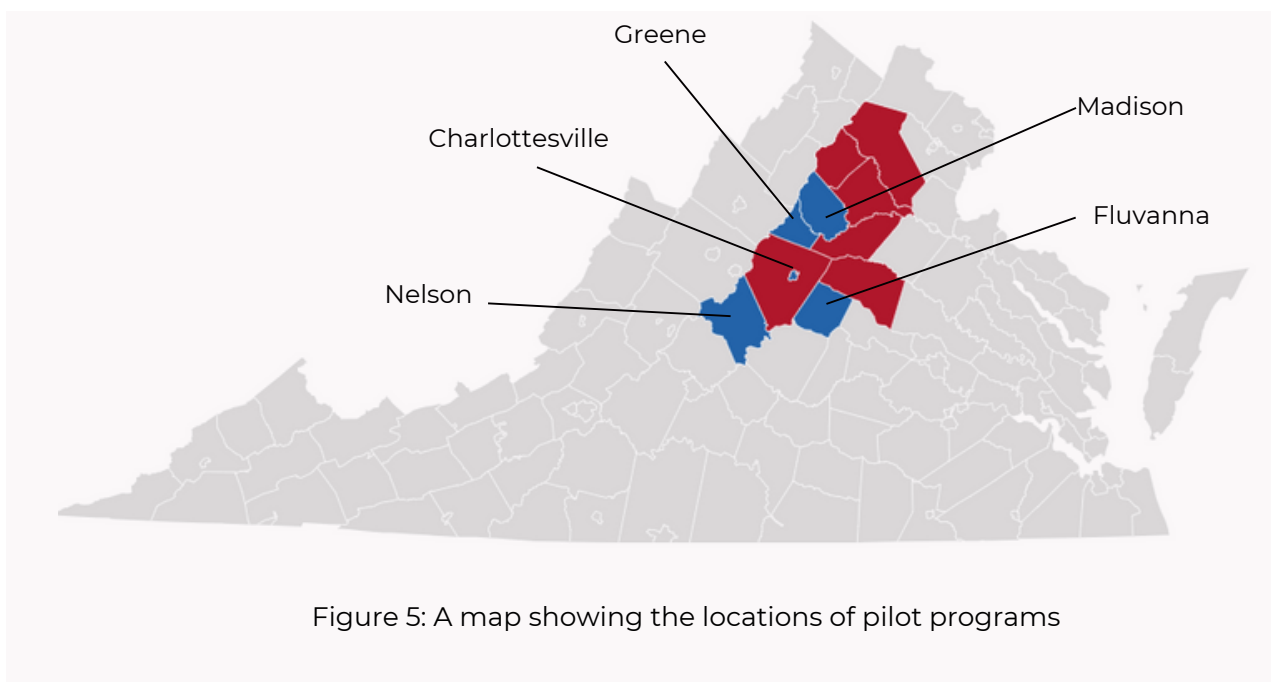 Greene
Madison
Charlottesville
Fluvanna
Nelson
Figure 5: A map showing the locations of pilot programs